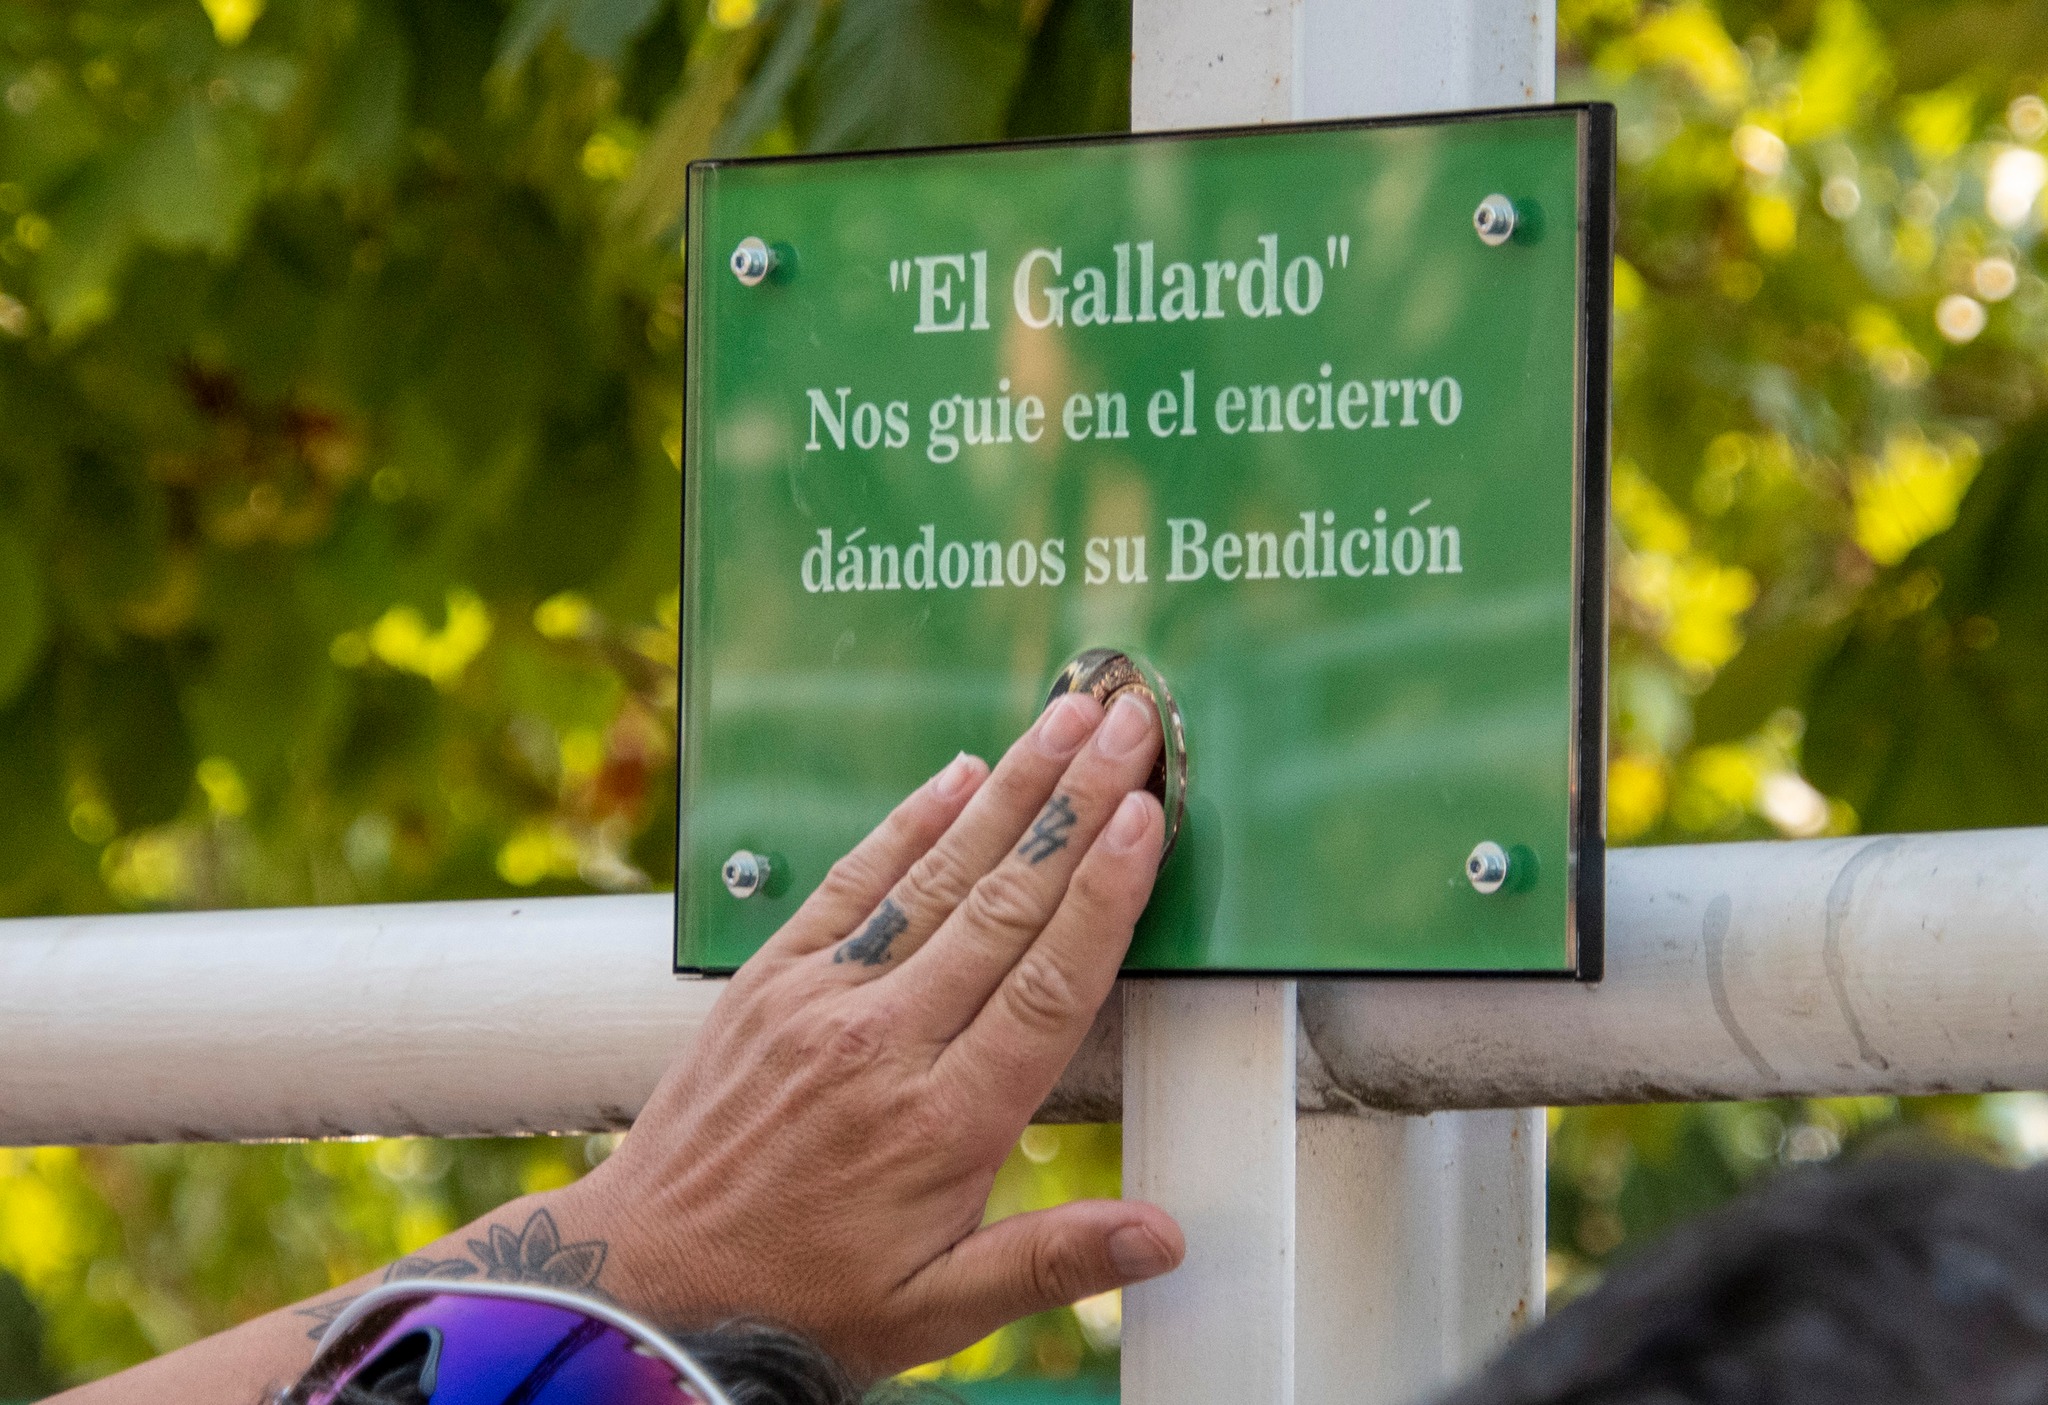 "El Gallardo"
Nos guie en el encierro
dándonos su Bendición